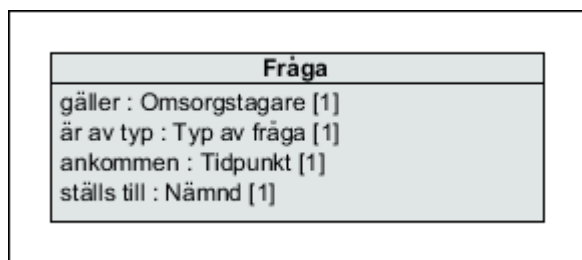 Fråga
gäller : Omsorgstagare [1]
är av typ : Typ av fråga [1]
ankommen : Tidpunkt [1]
ställs till : Nämnd [1]